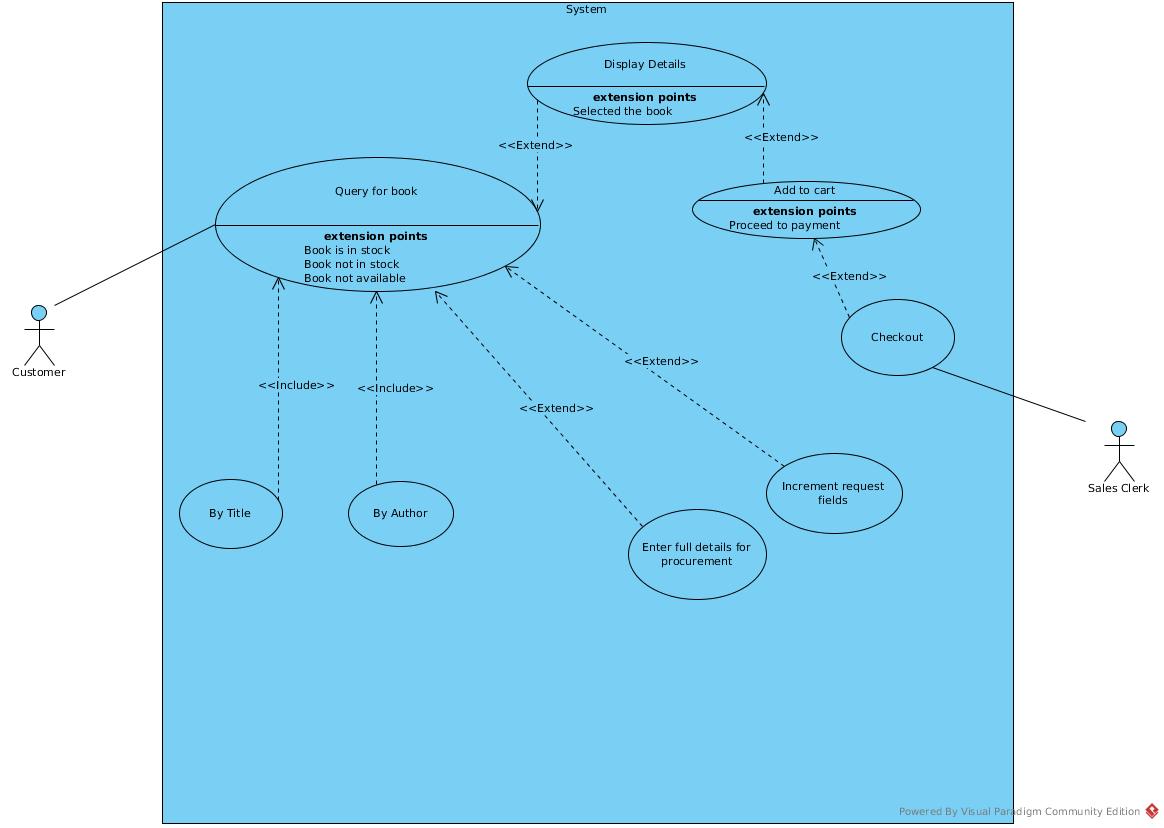 System
Display Details
extension points
Selected the book
<<Extend>>
<<Extend>>
Query for book
extension points
Book is in stock
Book not in stock
Book not available
Add to cart
extension points
Proceed to payment
<<Extend>>
Checkout
Customer
<<Extend>>
<<Include>>
<<Include>>
<<Extend>>
Sales Clerk
By Title
By Author
Increment request
fields
Enter full details for
procurement
Powered By Visual Paradigm Community Edition